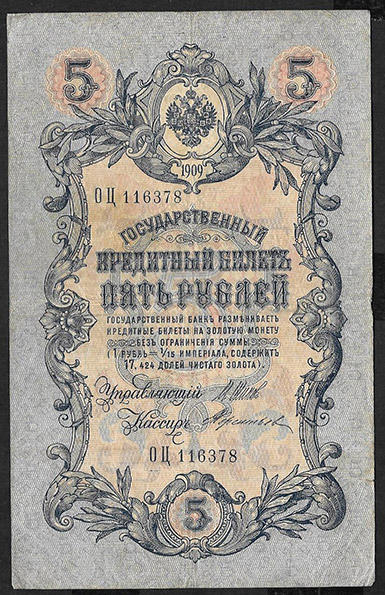 5 5
1909
ОЦ 116378
ГОСУДАРСТВЕННЫЙ
КРЕДИТНЫЙ БИЛЕТЪ
ПЯТЬ РУБЛЕЙ
ГОСУДАРСТВЕННЫЙ БАНКЪ РАЗМѢНИВАЕТЪ
КРЕДИТНЫЕ БИЛЕТЫ НА ЗОЛОТУЮ МОНЕТУ
БЕЗЪ ОГРАНИЧЕНІЯ СУММЫ
(1 РУБЛЬ = 1/15 ИМПЕРІАЛА, СОДЕРЖИТЪ
17,424 ДОЛЕЙ ЧИСТАГО ЗОЛОТА).
Управляющій
Кассиръ
ОЦ 116378
5